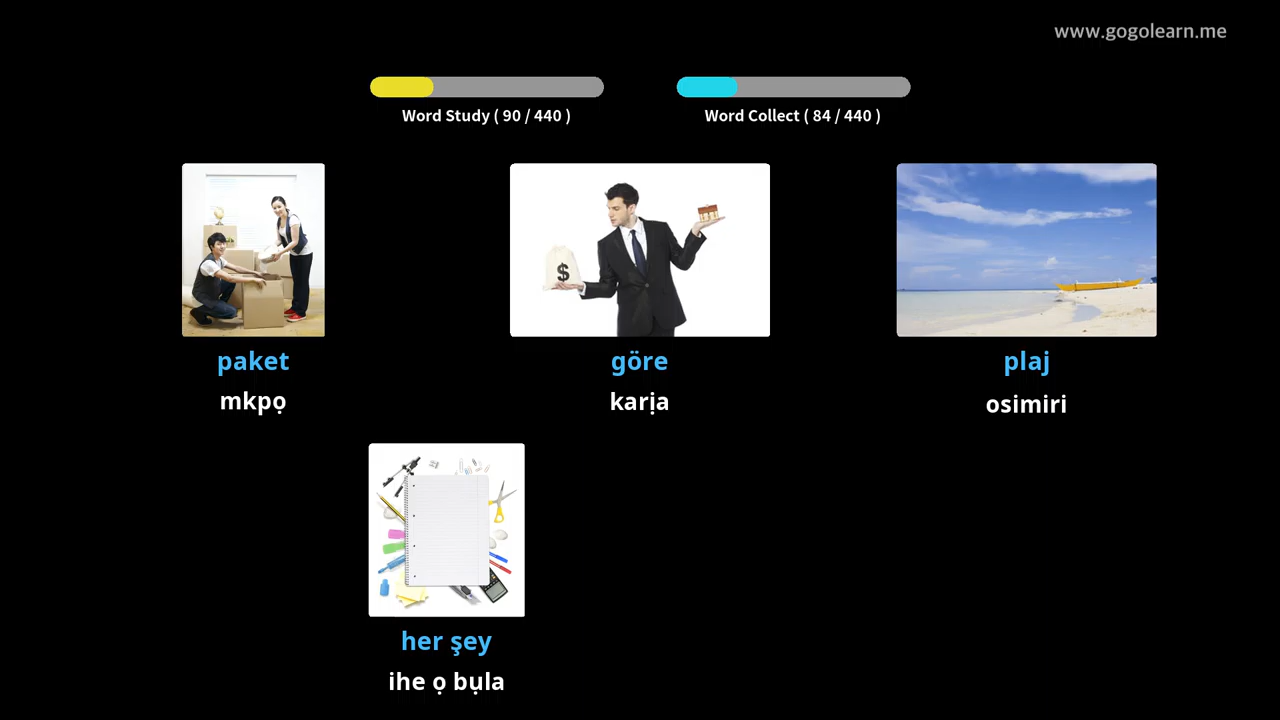 www.gogolearn.me
Word Study ( 90 / 440 )
Word Collect ( 84 / 440 )
paket
mkpọ
göre
karịa
plaj
osimiri
her şey
ihe ọ bụla
$